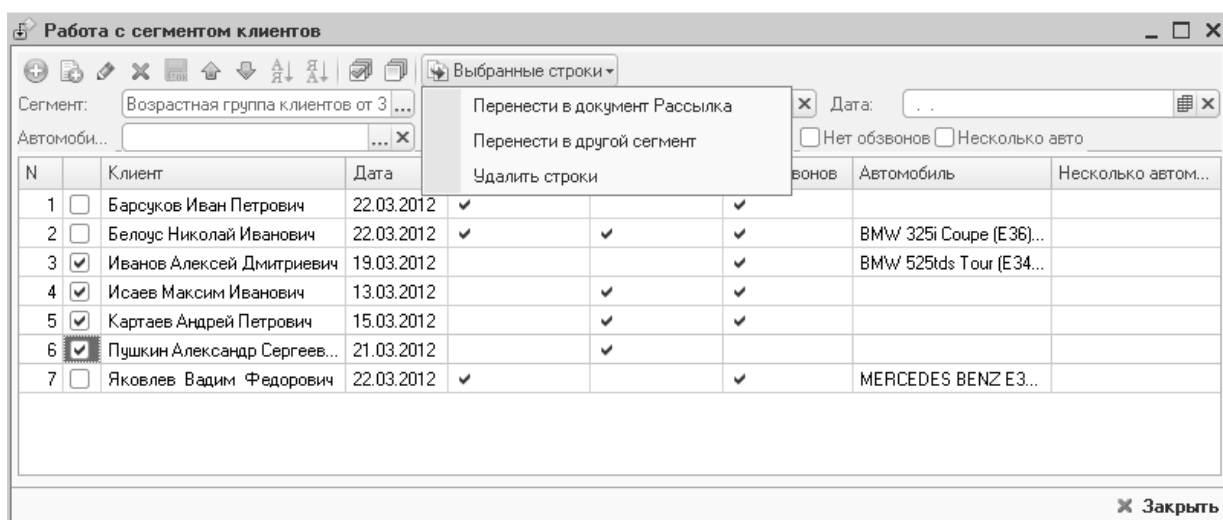 Работа с сегментом клиентов
Выбранные строки
Сегмент: Возрастная группа клиентов от 3 ... Дата: . .
Перенести в документ Рассылка
Автомоби... ... Нет обзвонов Несколько авто
Перенести в другой сегмент
Удалить строки
N Клиент Дата вонов Автомобиль Несколько автом...
1 Барсуков Иван Петрович 22.03.2012
2 Белоус Николай Иванович 22.03.2012 BMW 325i Coupe (E36)...
3 Иванов Алексей Дмитриевич 19.03.2012 BMW 525tds Tour (E34...
4 Исаев Максим Иванович 13.03.2012
5 Картаев Андрей Петрович 15.03.2012
6 Пушкин Александр Сергеев... 21.03.2012
7 Яковлев Вадим Федорович 22.03.2012 MERCEDES BENZ E3...
Закрыть